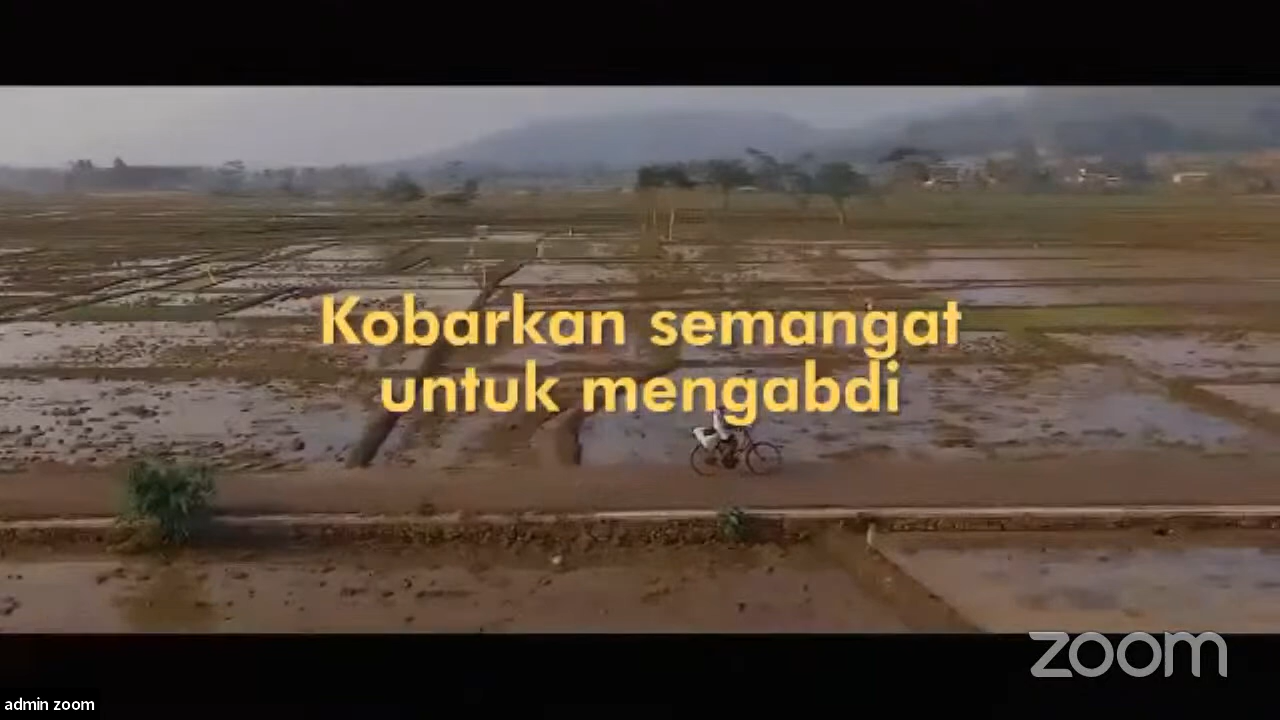 Kobarkan semangat
untuk mengabdi
zoom
admin zoom